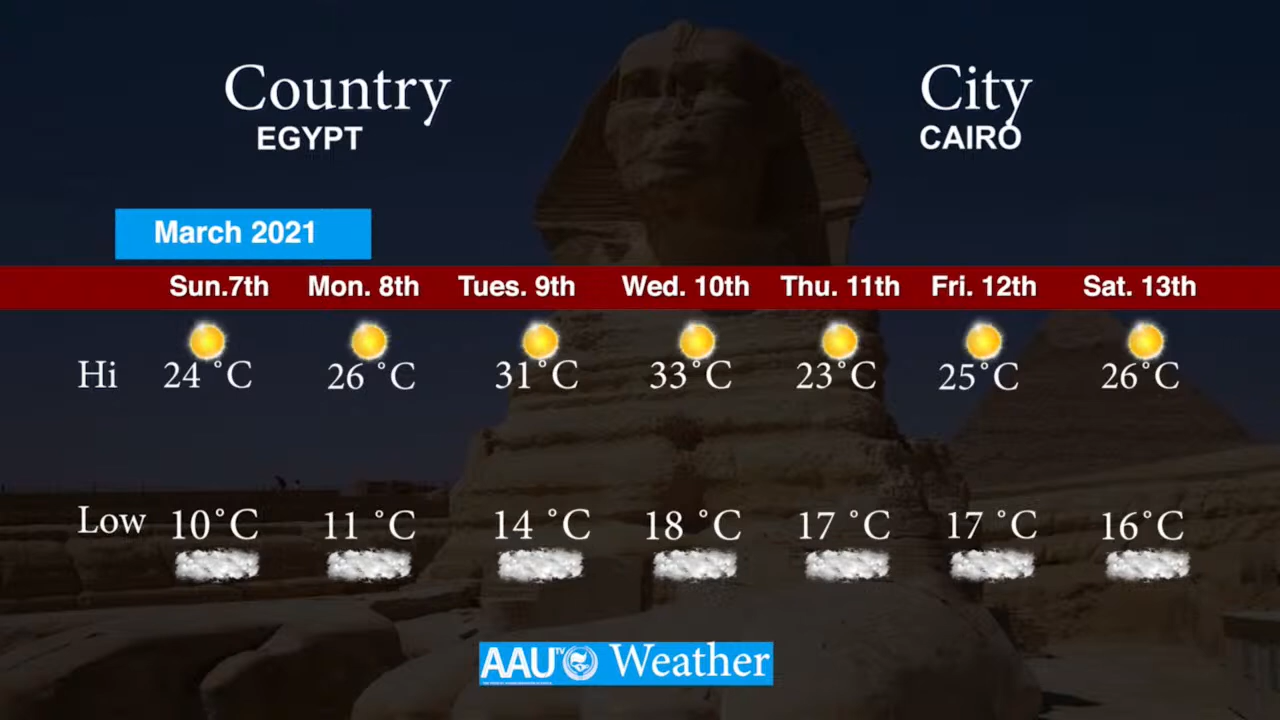 Country
EGYPT
City
CAIRO
March 2021
Sun.7th Mon. 8th Tues. 9th Wed. 10th Thu. 11th Fri. 12th Sat. 13th
Hi 24 °C 26 °C 31°C 33°C 23°C 25°C 26°C
Low 10°C 11 °C 14 °C 18 °C 17 °C 17 °C 16°C
AAU TV Weather